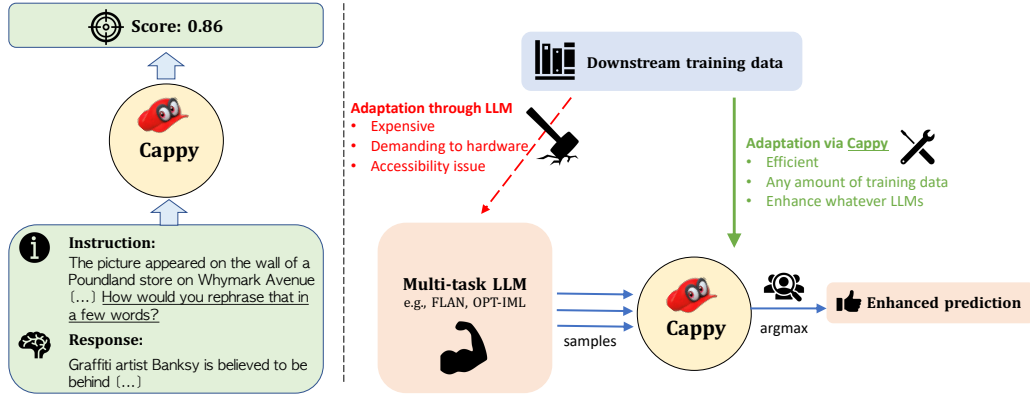 Score: 0.86
Cappy
Instruction:
The picture appeared on the wall of a
Poundland store on Whymark Avenue
[...] How would you rephrase that in
a few words?
Response:
Graffiti artist Banksy is believed to be
behind [...]
Downstream training data
Adaptation through LLM
• Expensive
• Demanding to hardware
• Accessibility issue
Adaptation via Cappy
• Efficient
• Any amount of training data
• Enhance whatever LLMs
Multi-task LLM
e.g., FLAN, OPT-IML
samples
Cappy
argmax
Enhanced prediction